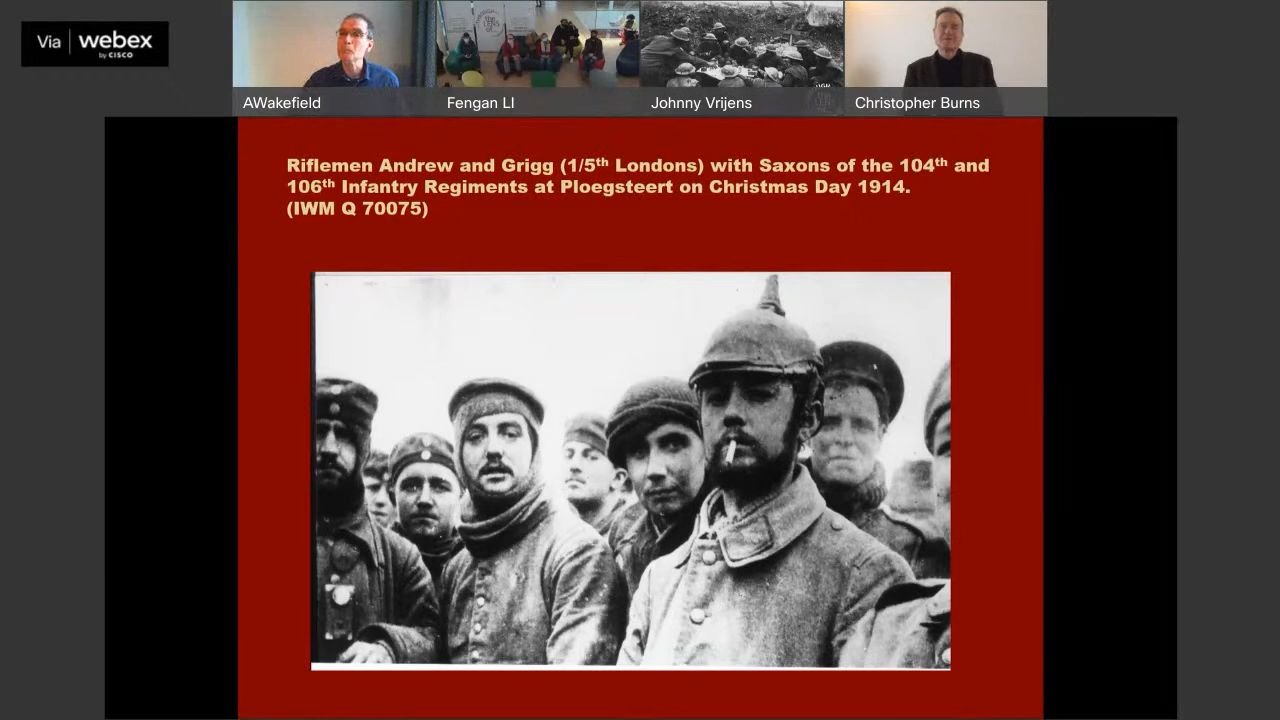 Via webex
by CISCO
AWakefield
Fengan LI
Johnny Vrijens
Christopher Burns
Riflemen Andrew and Grigg (1/5th Londons) with Saxons of the 104th and
106th Infantry Regiments at Ploegsteert on Christmas Day 1914.
(IWM Q 70075)